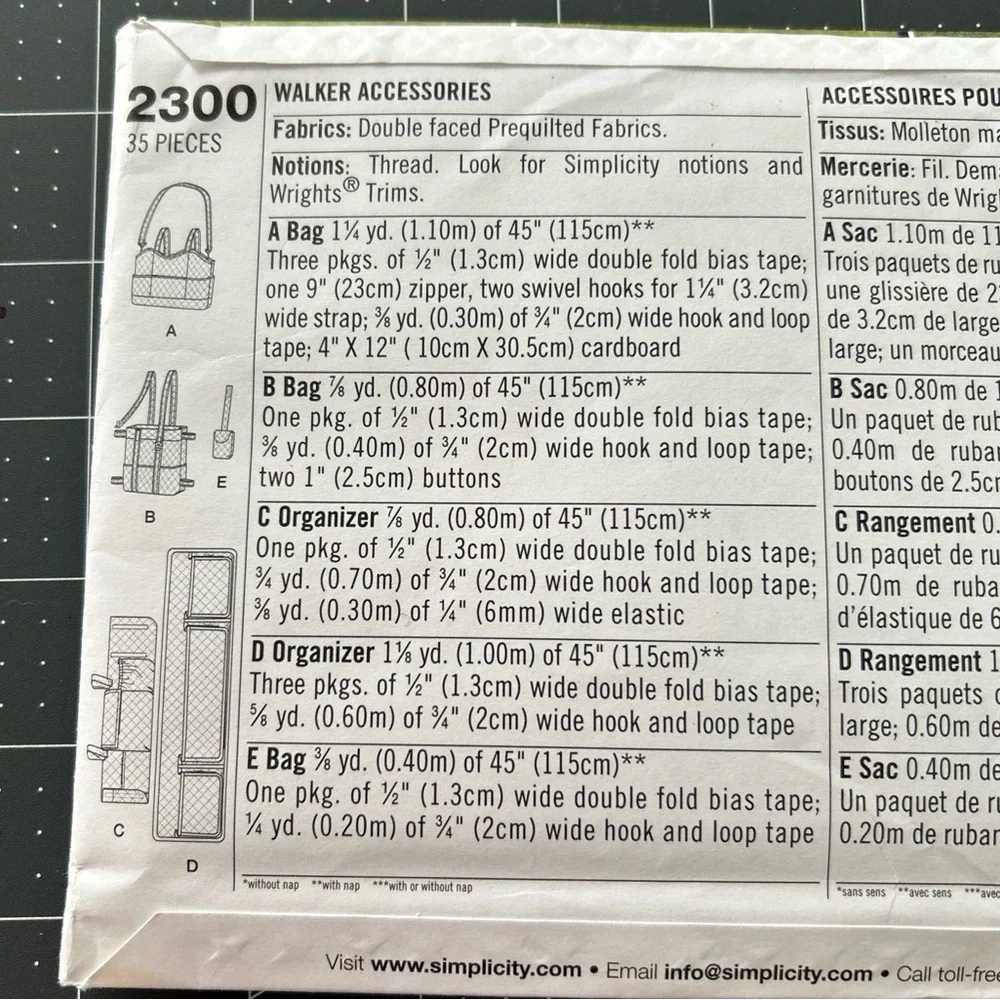 2300
35 PIECES
A
B
E
C
D
WALKER ACCESSORIES
Fabrics: Double faced Prequilted Fabrics.
Notions: Thread. Look for Simplicity notions and
Wrights® Trims.
A Bag 1¼ yd. (1.10m) of 45" (115cm)**
Three pkgs. of ½" (1.3cm) wide double fold bias tape;
one 9" (23cm) zipper, two swivel hooks for 1¼" (3.2cm)
wide strap; ⅜ yd. (0.30m) of ¾" (2cm) wide hook and loop
tape; 4" X 12" ( 10cm X 30.5cm) cardboard
B Bag ⅞ yd. (0.80m) of 45" (115cm)**
One pkg. of ½" (1.3cm) wide double fold bias tape;
⅜ yd. (0.40m) of ¾" (2cm) wide hook and loop tape;
two 1" (2.5cm) buttons
C Organizer ⅞ yd. (0.80m) of 45" (115cm)**
One pkg. of ½" (1.3cm) wide double fold bias tape;
¾ yd. (0.70m) of ¾" (2cm) wide hook and loop tape;
⅜ yd. (0.30m) of ¼" (6mm) wide elastic
D Organizer 1⅛ yd. (1.00m) of 45" (115cm)**
Three pkgs. of ½" (1.3cm) wide double fold bias tape;
⅝ yd. (0.60m) of ¾" (2cm) wide hook and loop tape
E Bag ⅜ yd. (0.40m) of 45" (115cm)**
One pkg. of ½" (1.3cm) wide double fold bias tape;
¼ yd. (0.20m) of ¾" (2cm) wide hook and loop tape
*without nap **with nap ***with or without nap
ACCESSOIRES POU
Tissus: Molleton
Mercerie: Fil.
garnitures de Wrig
A Sac 1.10m de 11
Trois paquets de ru
une glissière de 2
de 3.2cm de large
large; un morceau
B Sac 0.80m de 1
Un paquet de rub
0.40m de ruba
boutons de 2.5c
C Rangement 0.
Un paquet de ru
0.70m de ruba
d'élastique de 6
D Rangement 1
Trois paquets
large; 0.60m de
E Sac 0.40m de
Un paquet de r
0.20m de ruba
*sans sens **avec sens ***avec
Visit www.simplicity.com • Email info@simplicity.com • Call toll-free